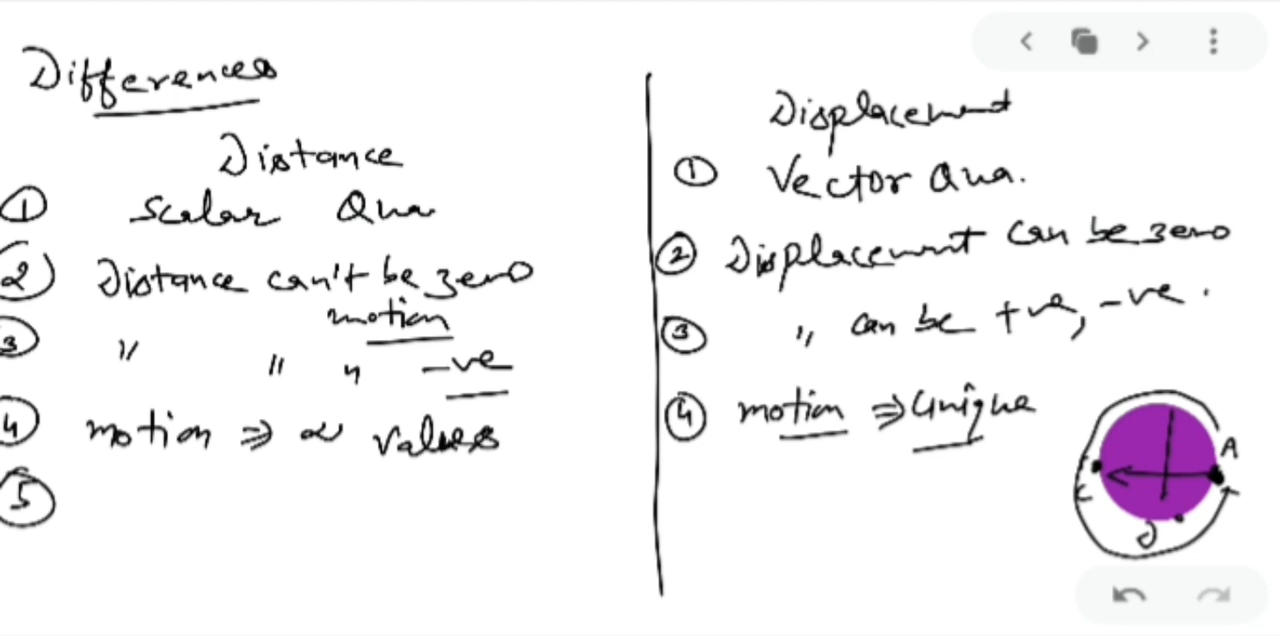 Differences
Distance
① Scalar Qua
② Distance can't be zero
motion
③ " " " -ve
④ motion ⇒ ∞ values
⑤
Displacement
① Vector Qua.
② Displacement can be zero
③ " can be +ve, -ve.
④ motion ⇒ unique
A
C
D